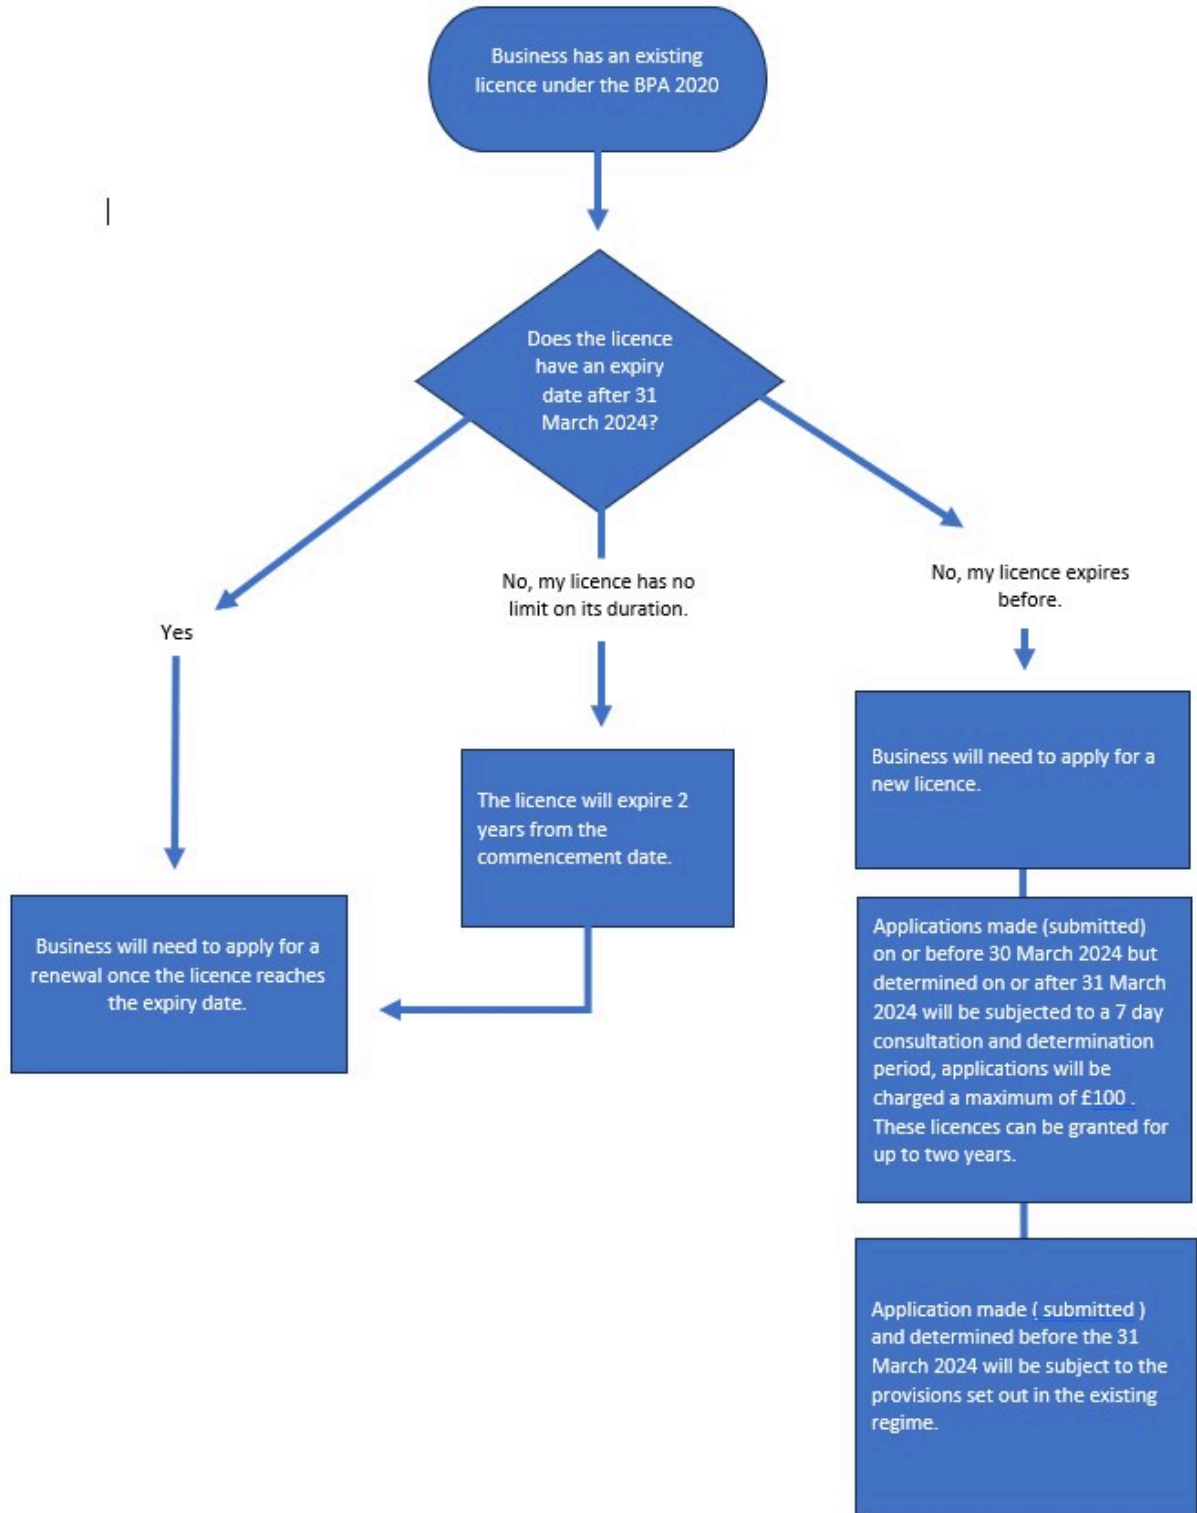 Business has an existing
licence under the BPA 2020
Does the licence
have an expiry
date after 31
March 2024?
Yes
No, my licence has no
limit on its duration.
No, my licence expires
before.
Business will need to apply for a
renewal once the licence reaches
the expiry date.
The licence will expire 2
years from the
commencement date.
Business will need to apply for a
new licence.
Applications made (submitted)
on or before 30 March 2024 but
determined on or after 31 March
2024 will be subjected to a 7 day
consultation and determination
period, applications will be
charged a maximum of £100 .
These licences can be granted for
up to two years.
Application made ( submitted )
and determined before the 31
March 2024 will be subject to the
provisions set out in the existing
regime.